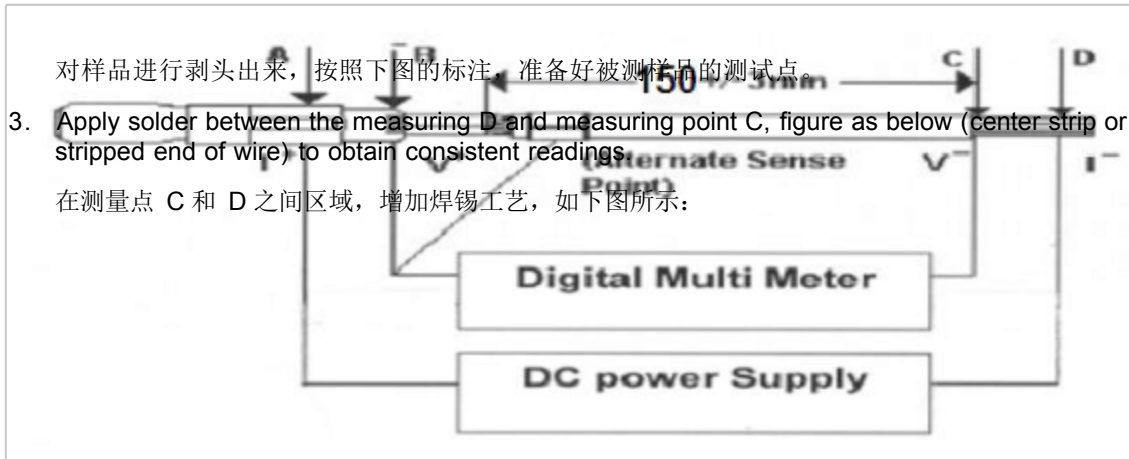 A B C D
对样品进行剥头出来，按照下图的标注，准备好被测样品的测试点。
150 +/-3mm
3. Apply solder between the measuring D and measuring point C, figure as below (center strip or
stripped end of wire) to obtain consistent readings.
I⁺ V⁺ (Alternate Sense V⁻ I⁻
Point)
在测量点 C 和 D 之间区域，增加焊锡工艺，如下图所示：
Digital Multi Meter
DC power Supply